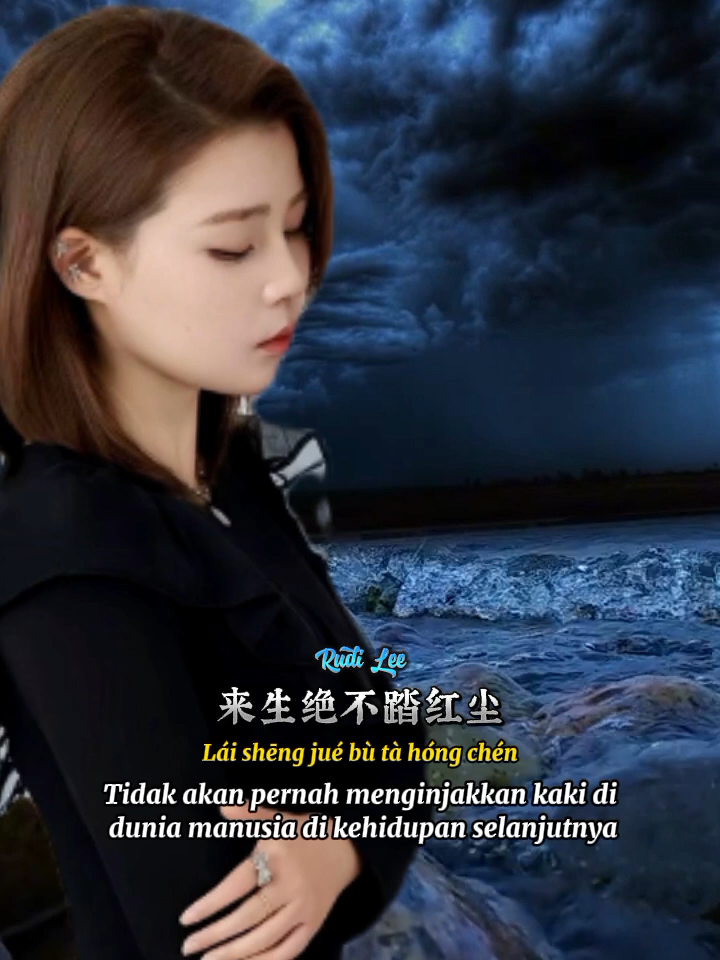 Rudi Lee
来生绝不踏红尘
Lái shēng jué bù tà hóng chén
Tidak akan pernah menginjakkan kaki di
dunia manusia di kehidupan selanjutnya